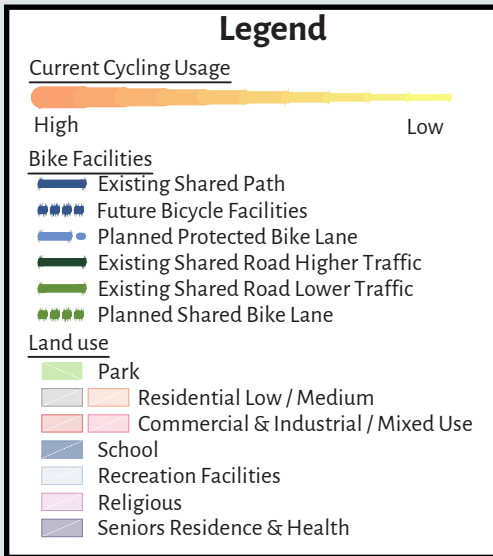 Legend
Current Cycling Usage
High Low
Bike Facilities
Existing Shared Path
Future Bicycle Facilities
Planned Protected Bike Lane
Existing Shared Road Higher Traffic
Existing Shared Road Lower Traffic
Planned Shared Bike Lane
Land use
Park
Residential Low / Medium
Commercial & Industrial / Mixed Use
School
Recreation Facilities
Religious
Seniors Residence & Health